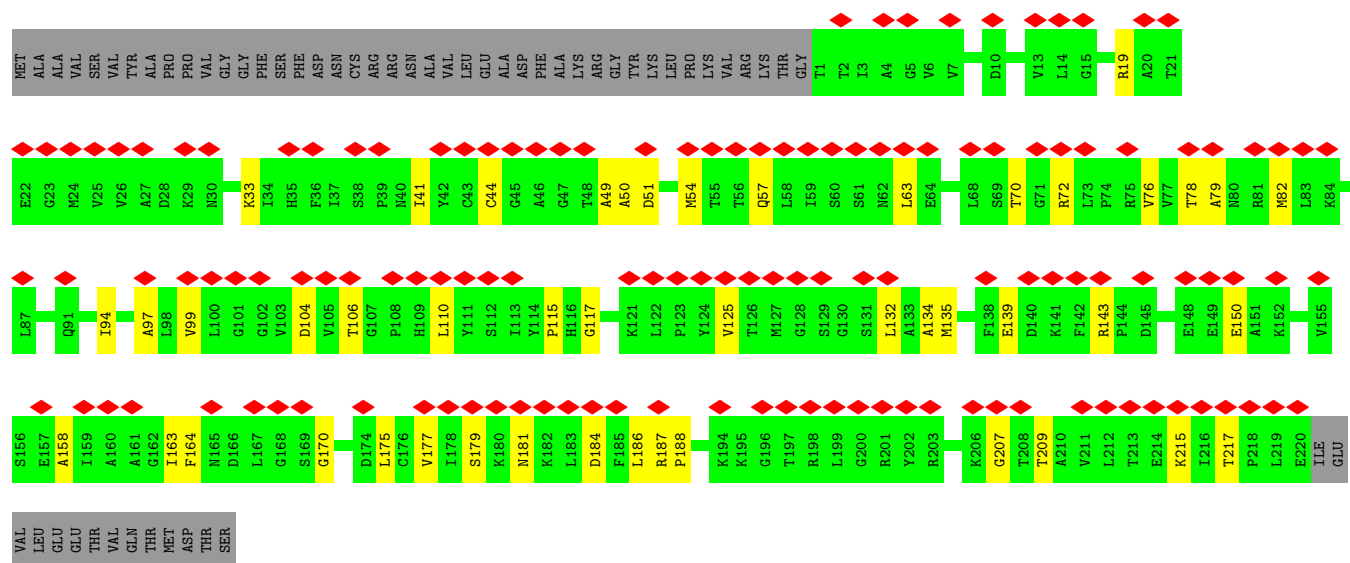 MET ALA ALA VAL SER VAL TYR ALA PRO PRO VAL GLY GLY PHE SER PHE ASP ASN CYS ARG ARG ASN ALA VAL LEU GLU ALA ASP PHE ALA LYS ARG GLY TYR LYS LEU PRO LYS VAL ARG LYS THR GLY T1 T2 I3 A4 G5 V6 V7 D10 V13 L14 G15 R19 A20 T21
E22 G23 M24 V25 V26 A27 D28 K29 N30 K33 I34 H35 F36 I37 S38 P39 N40 I41 Y42 C43 C44 G45 A46 G47 T48 A49 A50 D51 M54 T55 T56 Q57 L58 I59 S60 S61 N62 L63 E64 L68 S69 T70 G71 R72 L73 P74 R75 V76 V77 T78 A79 N80 R81 M82 L83 K84
L87 Q91 I94 A97 L98 V99 L100 G101 G102 V103 D104 V105 T106 G107 P108 H109 L110 Y111 S112 I113 Y114 P115 H116 G117 K121 L122 P123 Y124 V125 T126 M127 G128 S129 G130 S131 L132 A133 A134 M135 F138 E139 D140 K141 F142 R143 P144 D145 E148 E149 E150 A151 K152 V155
S156 E157 A158 I159 A160 A161 G162 I163 F164 N165 D166 L167 G168 S169 G170 D174 L175 C176 V177 I178 S179 K180 N181 K182 L183 D184 F185 L186 R187 P188 K194 K195 G196 T197 R198 L199 G200 R201 Y202 R203 K206 G207 T208 T209 A210 V211 L212 T213 E214 K215 I216 T217 P218 L219 E220 ILE GLU
VAL LEU GLU GLU THR VAL GLN THR MET ASP THR SER